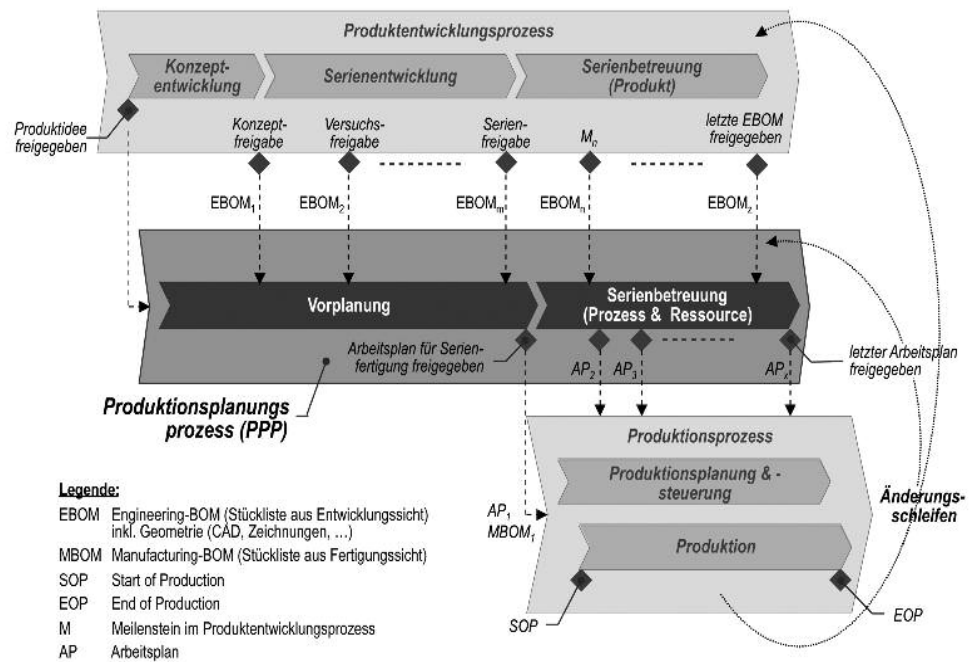 Produktentwicklungsprozess
Konzept-
entwicklung
Serienentwicklung
Serienbetreuung
(Produkt)
Produktidee
freigegeben
Konzept-
freigabe
Versuchs-
freigabe
Serien-
freigabe
Mn
letzte EBOM
freigegeben
EBOM1
EBOM2
EBOMm
EBOMn
EBOMz
Vorplanung
Serienbetreuung
(Prozess & Ressource)
Arbeitsplan für Serien-
fertigung freigegeben
AP2
AP3
APx
letzter Arbeitsplan
freigegeben
Produktionsplanungs
prozess (PPP)
Produktionsprozess
Produktionsplanung & -
steuerung
Produktion
AP1
MBOM1
Änderungs-
schleifen
SOP
EOP
Legende:
EBOM Engineering-BOM (Stückliste aus Entwicklungssicht)
inkl. Geometrie (CAD, Zeichnungen, ...)
MBOM Manufacturing-BOM (Stückliste aus Fertigungssicht)
SOP Start of Production
EOP End of Production
M Meilenstein im Produktentwicklungsprozess
AP Arbeitsplan